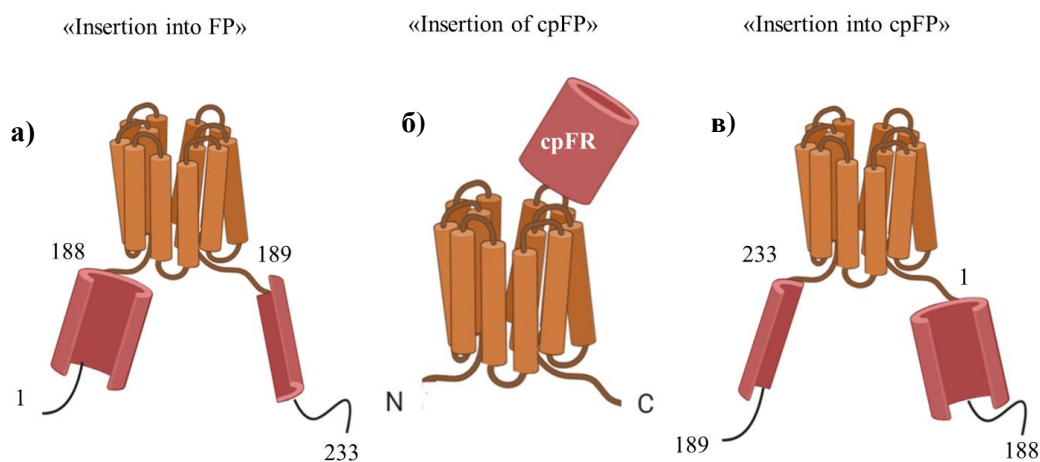 «Insertion into FP»
«Insertion of cpFP»
«Insertion into cpFP»
а)
б)
в)
cpFR
188
189
1
233
N
C
233
1
189
188